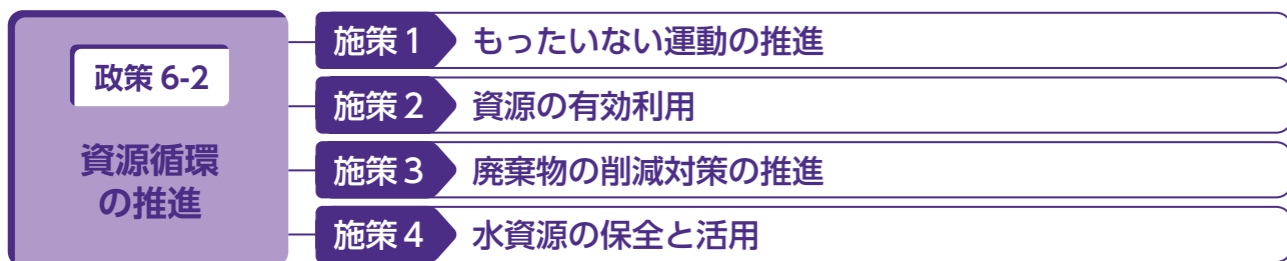 政策 6-2
資源循環
の推進
施策 1 もったいない運動の推進
施策 2 資源の有効利用
施策 3 廃棄物の削減対策の推進
施策 4 水資源の保全と活用